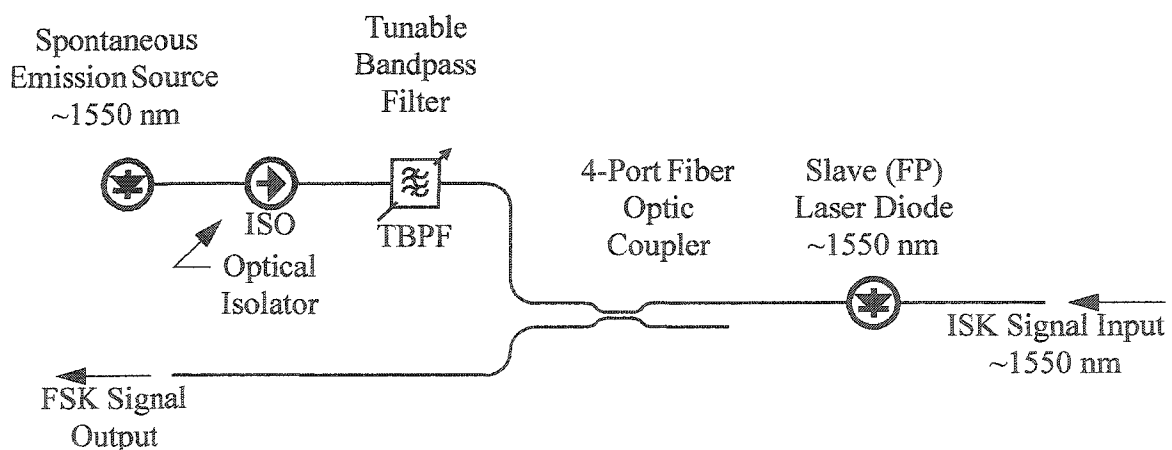 Spontaneous
Emission Source
~1550 nm
Tunable
Bandpass
Filter
ISO
TBPF
Optical
Isolator
4-Port Fiber
Optic
Coupler
Slave (FP)
Laser Diode
~1550 nm
ISK Signal Input
~1550 nm
FSK Signal
Output